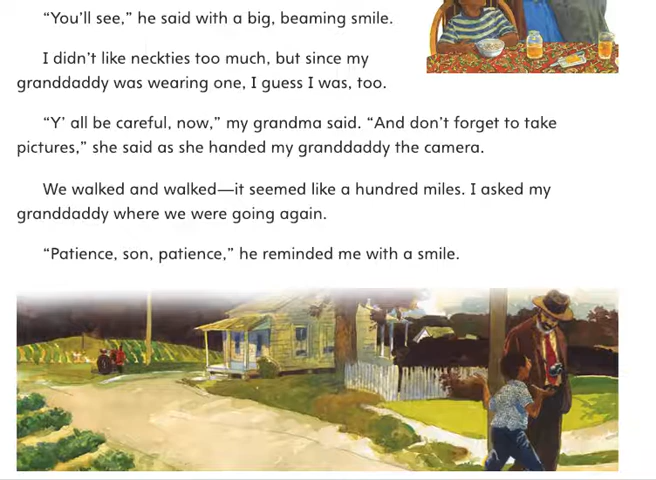 “You’ll see,” he said with a big, beaming smile.
I didn’t like neckties too much, but since my
granddaddy was wearing one, I guess I was, too.
“Y’ all be careful, now,” my grandma said. “And don’t forget to take
pictures,” she said as she handed my granddaddy the camera.
We walked and walked—it seemed like a hundred miles. I asked my
granddaddy where we were going again.
“Patience, son, patience,” he reminded me with a smile.